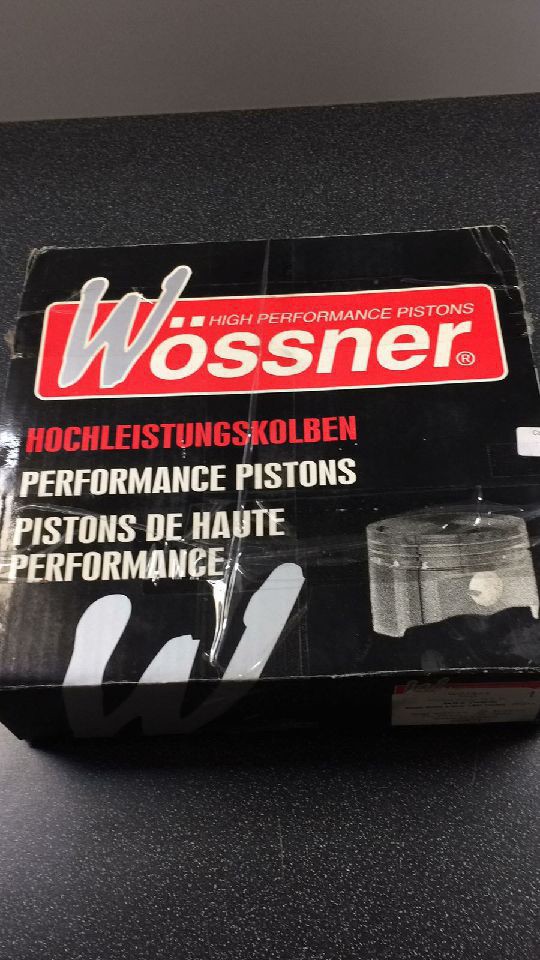 HIGH PERFORMANCE PISTONS
Wössner®
HOCHLEISTUNGSKOLBEN
PERFORMANCE PISTONS
PISTONS DE HAUTE
PERFORMANCE
W